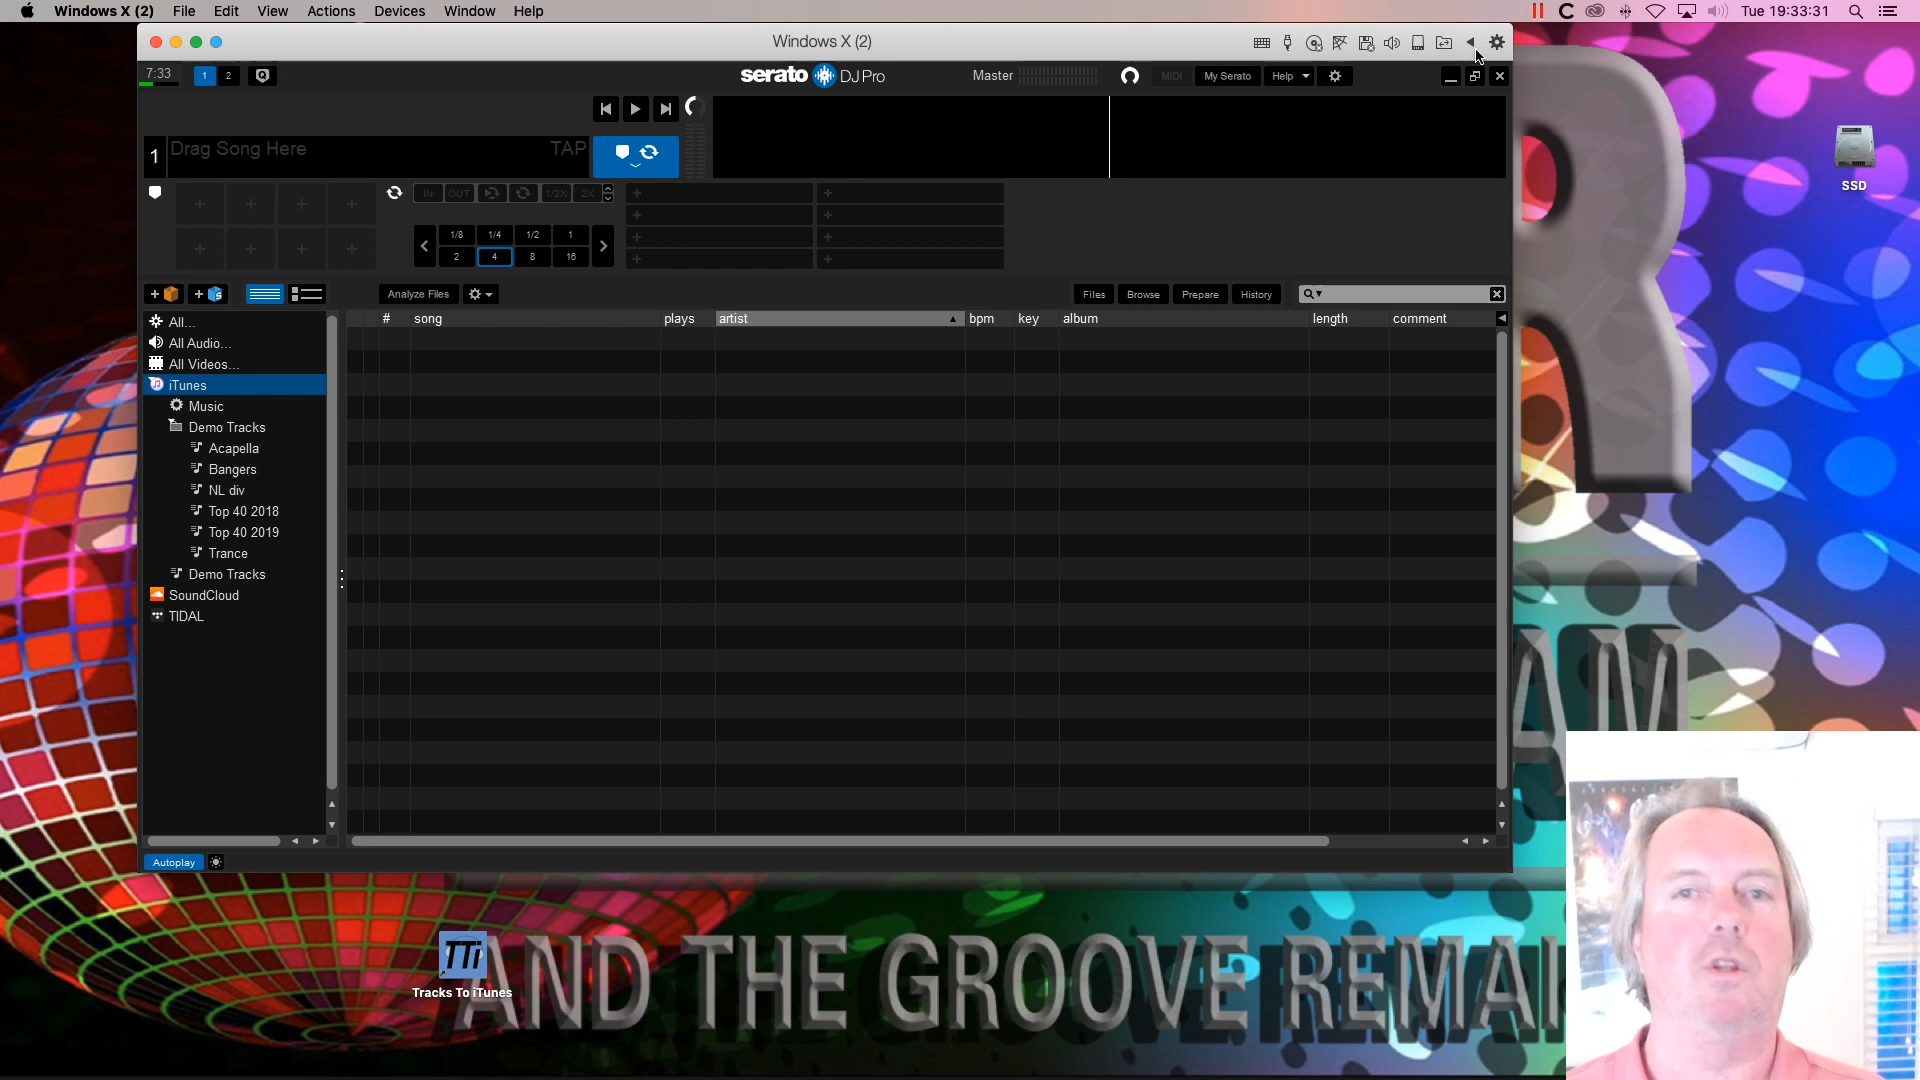 Windows X (2) File Edit View Actions Devices Window Help
Tue 19:33:31
Windows X (2)
7:33
1 2
serato DJ Pro
Master
MIDI My Serato Help
1 Drag Song Here TAP
IN OUT 1/2X 2X
1/8 1/4 1/2 1
2 4 8 16
Analyze Files
Files Browse Prepare History
# song plays artist bpm key album length comment
All...
All Audio...
All Videos...
iTunes
Music
Demo Tracks
Acapella
Bangers
NL div
Top 40 2018
Top 40 2019
Trance
Demo Tracks
SoundCloud
TIDAL
Autoplay
SSD
R
AM
TTi
Tracks To iTunes
AND THE GROOVE REMAI